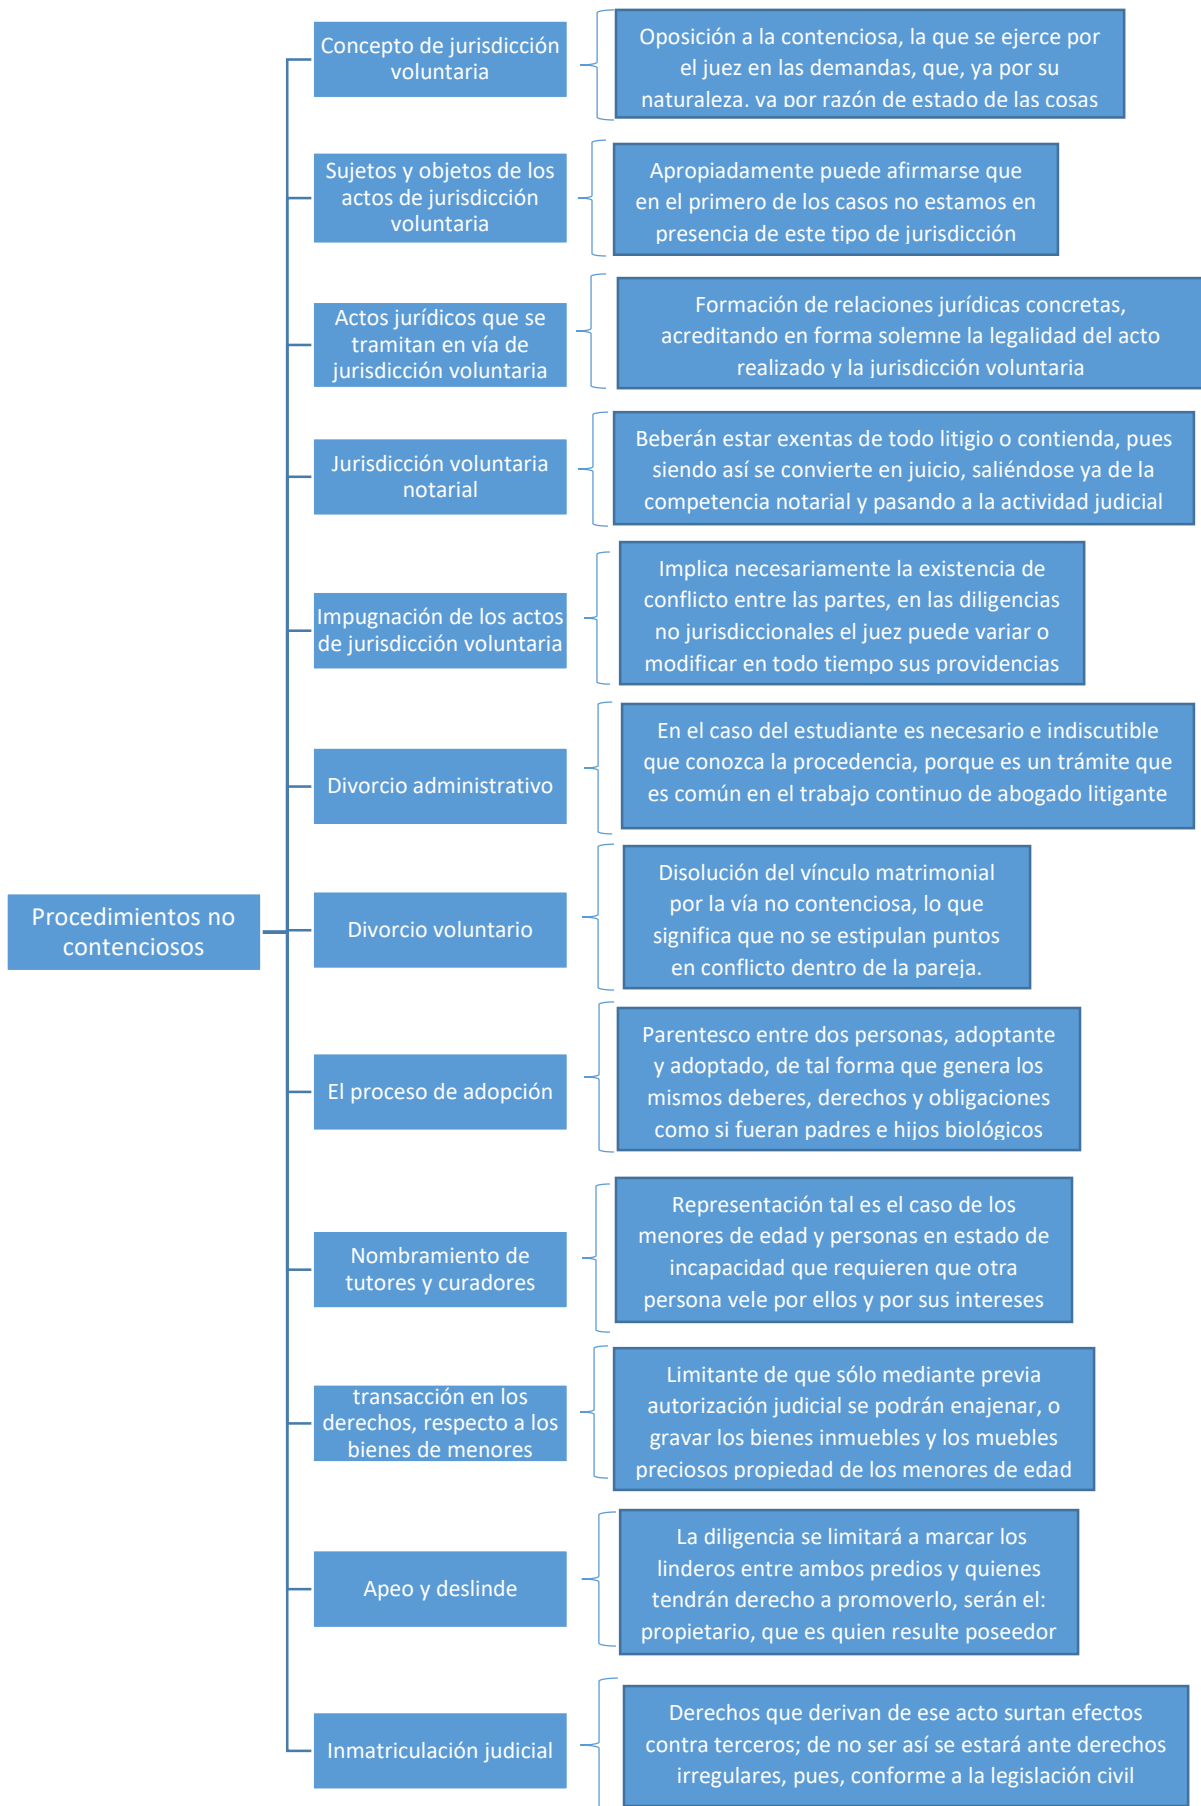 Procedimientos no
contenciosos
Concepto de jurisdicción
voluntaria
Oposición a la contenciosa, la que se ejerce por
el juez en las demandas, que, ya por su
naturaleza, ya por razón de estado de las cosas
Sujetos y objetos de los
actos de jurisdicción
voluntaria
Apropiadamente puede afirmarse que
en el primero de los casos no estamos en
presencia de este tipo de jurisdicción
Actos jurídicos que se
tramitan en vía de
jurisdicción voluntaria
Formación de relaciones jurídicas concretas,
acreditando en forma solemne la legalidad del acto
realizado y la jurisdicción voluntaria
Jurisdicción voluntaria
notarial
Beberán estar exentas de todo litigio o contienda, pues
siendo así se convierte en juicio, saliéndose ya de la
competencia notarial y pasando a la actividad judicial
Impugnación de los actos
de jurisdicción voluntaria
Implica necesariamente la existencia de
conflicto entre las partes, en las diligencias
no jurisdiccionales el juez puede variar o
modificar en todo tiempo sus providencias
Divorcio administrativo
En el caso del estudiante es necesario e indiscutible
que conozca la procedencia, porque es un trámite que
es común en el trabajo continuo de abogado litigante
Divorcio voluntario
Disolución del vínculo matrimonial
por la vía no contenciosa, lo que
significa que no se estipulan puntos
en conflicto dentro de la pareja.
El proceso de adopción
Parentesco entre dos personas, adoptante
y adoptado, de tal forma que genera los
mismos deberes, derechos y obligaciones
como si fueran padres e hijos biológicos
Nombramiento de
tutores y curadores
Representación tal es el caso de los
menores de edad y personas en estado de
incapacidad que requieren que otra
persona vele por ellos y por sus intereses
transacción en los
derechos, respecto a los
bienes de menores
Limitante de que sólo mediante previa
autorización judicial se podrán enajenar, o
gravar los bienes inmuebles y los muebles
preciosos propiedad de los menores de edad
Apeo y deslinde
La diligencia se limitará a marcar los
linderos entre ambos predios y quienes
tendrán derecho a promoverlo, serán el:
propietario, que es quien resulte poseedor
Inmatriculación judicial
Derechos que derivan de ese acto surtan efectos
contra terceros; de no ser así se estará ante derechos
irregulares, pues, conforme a la legislación civil